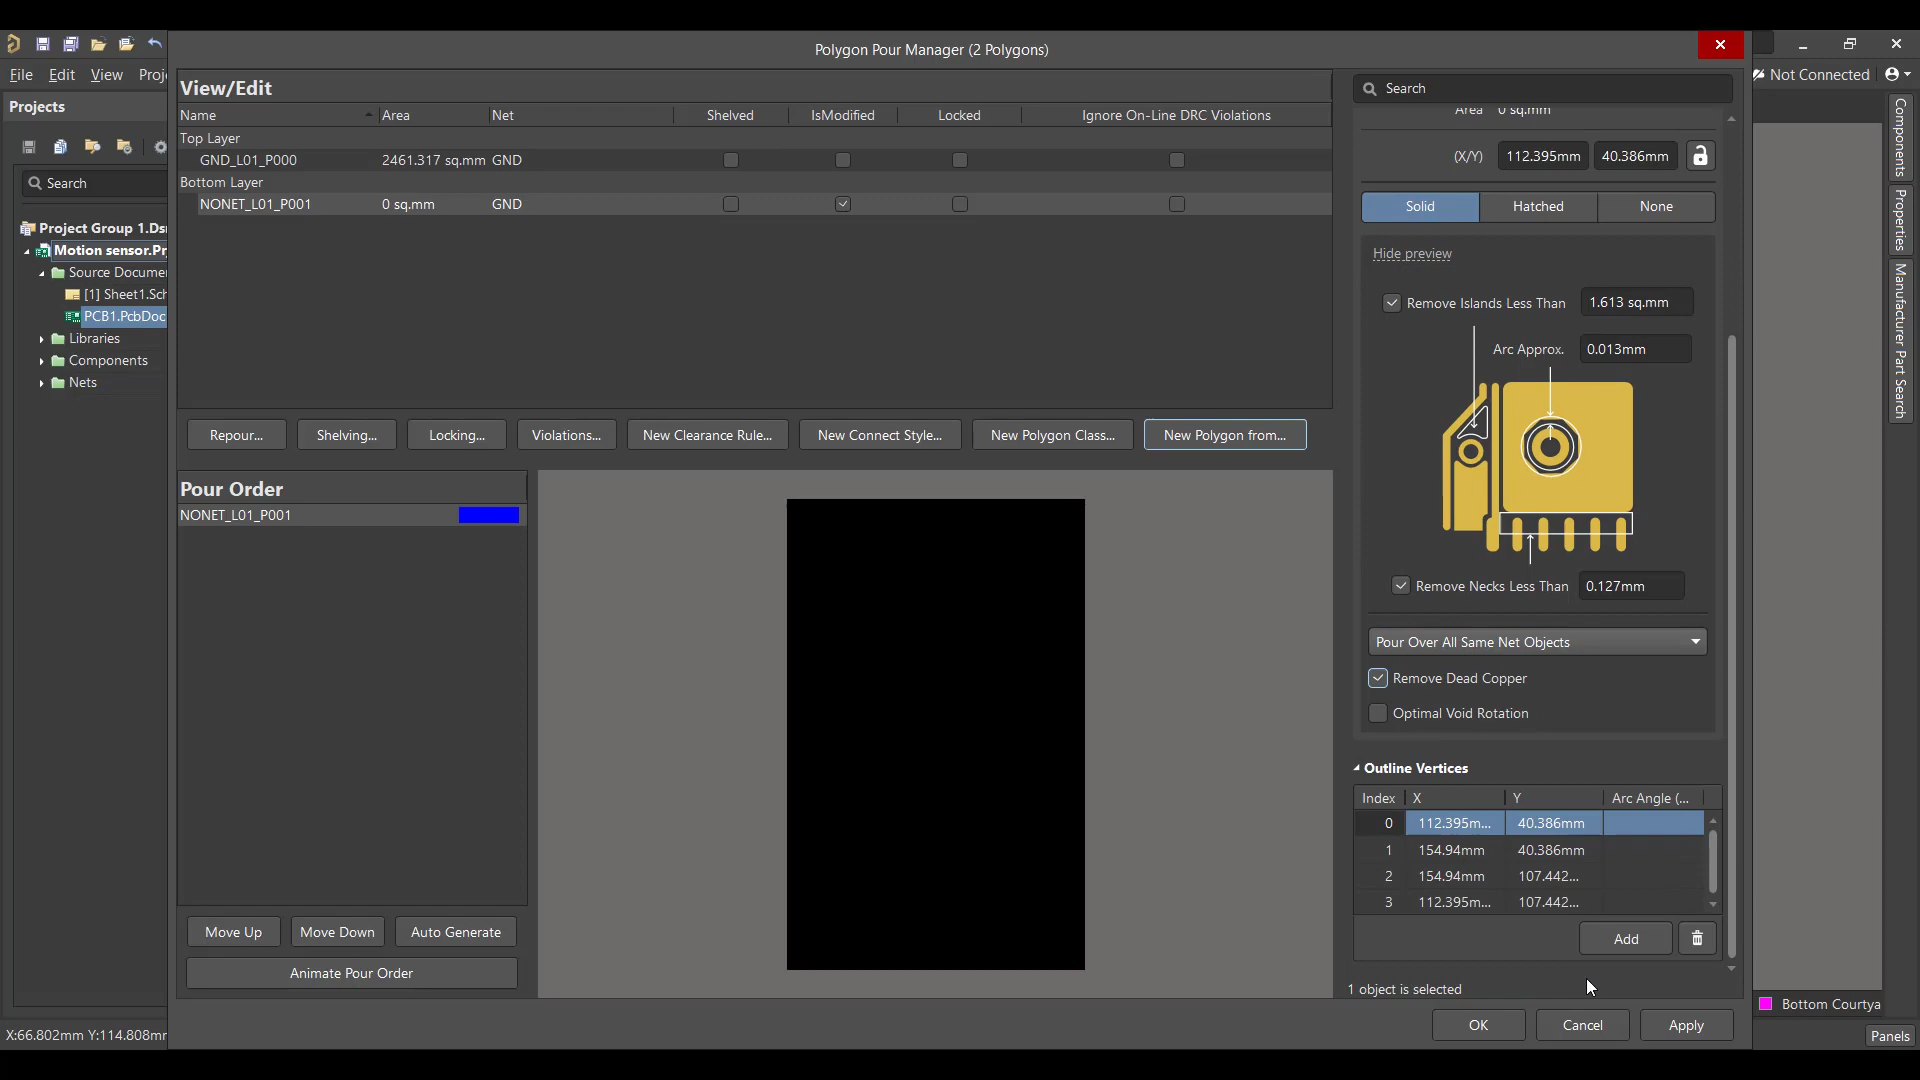 Polygon Pour Manager (2 Polygons)
File Edit View Proj
Not Connected
Projects
Search
Project Group 1.Ds
Motion sensor.Pr
Source Documen
[1] Sheet1.Sch
PCB1.PcbDoc
Libraries
Components
Nets
View/Edit
Name Area Net Shelved IsModified Locked Ignore On-Line DRC Violations
Top Layer
GND_L01_P000 2461.317 sq.mm GND
Bottom Layer
NONET_L01_P001 0 sq.mm GND
Repour... Shelving... Locking... Violations... New Clearance Rule... New Connect Style... New Polygon Class... New Polygon from...
Pour Order
NONET_L01_P001
Move Up Move Down Auto Generate
Animate Pour Order
Search
Area 0 sq.mm
(X/Y) 112.395mm 40.386mm
Solid Hatched None
Hide preview
Remove Islands Less Than 1.613 sq.mm
Arc Approx. 0.013mm
Remove Necks Less Than 0.127mm
Pour Over All Same Net Objects
Remove Dead Copper
Optimal Void Rotation
Outline Vertices
Index X Y Arc Angle (...
0 112.395m... 40.386mm
1 154.94mm 40.386mm
2 154.94mm 107.442...
3 112.395m... 107.442...
Add
1 object is selected
OK Cancel Apply
Components
Properties
Manufacturer Part Search
Bottom Courtya
X:66.802mm Y:114.808mm
Panels